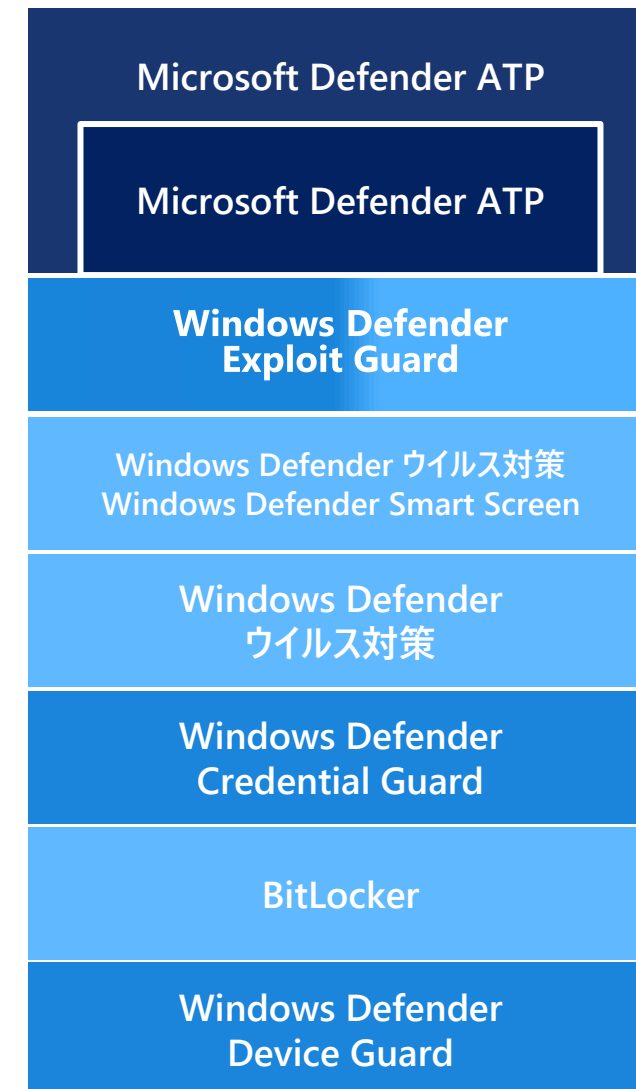 Microsoft Defender ATP
Microsoft Defender ATP
Windows Defender
Exploit Guard
Windows Defender ウイルス対策
Windows Defender Smart Screen
Windows Defender
ウイルス対策
Windows Defender
Credential Guard
BitLocker
Windows Defender
Device Guard